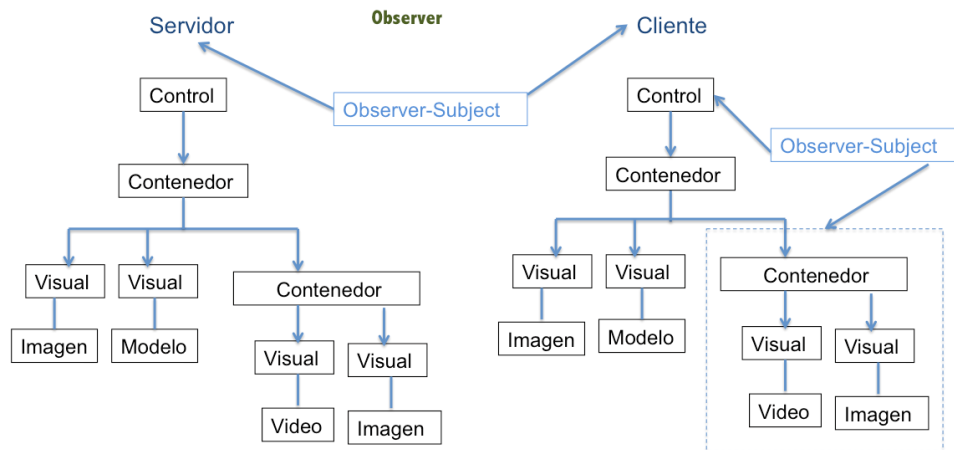 Observer
Servidor
Cliente
Observer-Subject
Control
Contenedor
Visual
Visual
Contenedor
Imagen
Modelo
Visual
Visual
Video
Imagen
Control
Observer-Subject
Contenedor
Visual
Visual
Contenedor
Imagen
Modelo
Visual
Visual
Video
Imagen